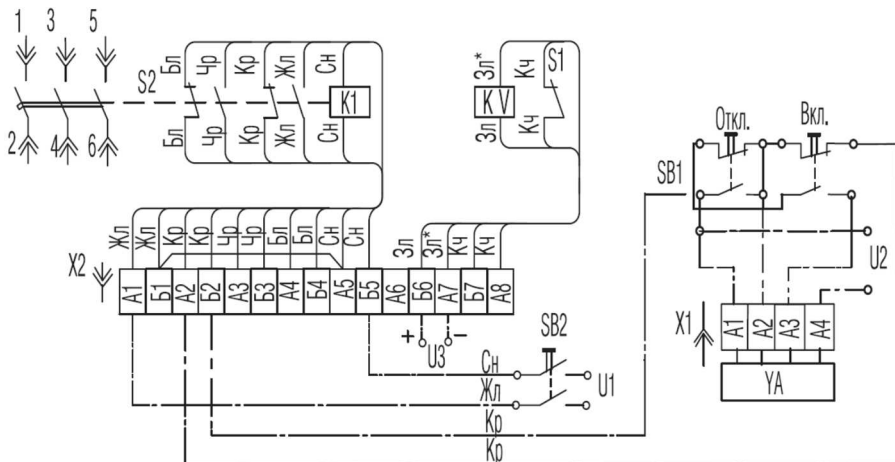 1 3 5
S2
2 4 6
Бл Чр Кр Жл Сн
K1
Бл Чр Кр Жл Сн
Зл* Кч S1
KV
Зл Кч
Откл. Вкл.
SB1
U2
Жл Жл Кр Кр Чр Чр Бл Бл Сн Сн Зл Зл* Кч Кч
X2
А1 Б1 А2 Б2 А3 Б3 А4 Б4 А5 Б5 А6 Б6 А7 Б7 А8
+ U3 −
SB2
U1
Сн
Жл
Кр
Кр
X1
А1 А2 А3 А4
YA